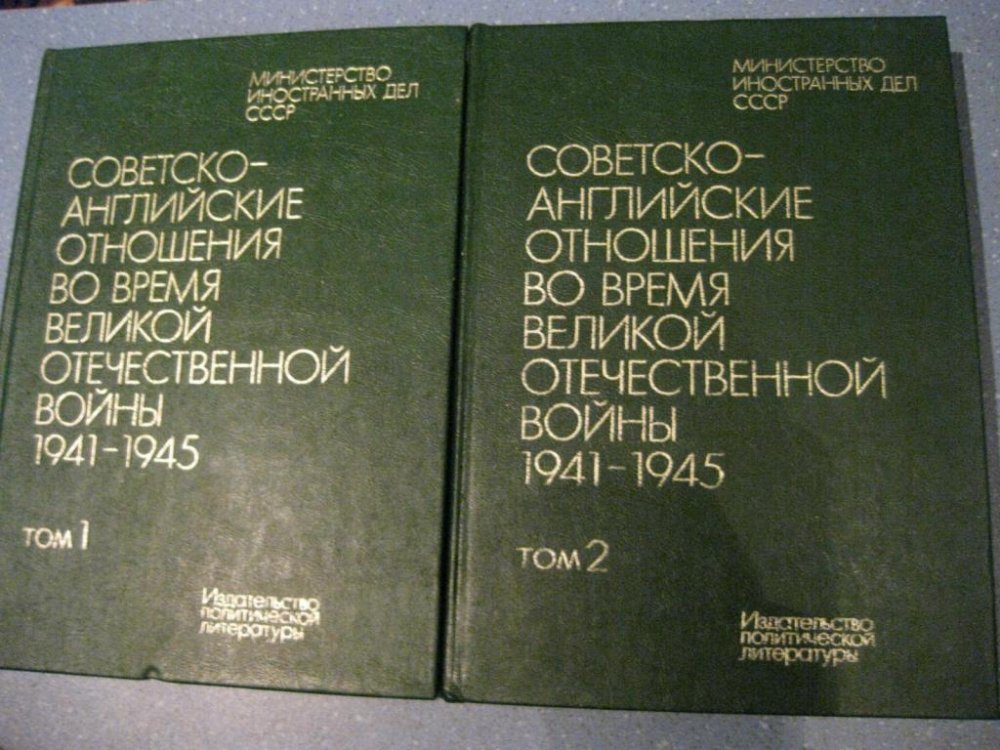 МИНИСТЕРСТВО
ИНОСТРАННЫХ ДЕЛ
СССР
СОВЕТСКО-
АНГЛИЙСКИЕ
ОТНОШЕНИЯ
ВО ВРЕМЯ
ВЕЛИКОЙ
ОТЕЧЕСТВЕННОЙ
ВОЙНЫ
1941-1945
ТОМ 1
Издательство
политической
литературы
МИНИСТЕРСТВО
ИНОСТРАННЫХ ДЕЛ
СССР
СОВЕТСКО-
АНГЛИЙСКИЕ
ОТНОШЕНИЯ
ВО ВРЕМЯ
ВЕЛИКОЙ
ОТЕЧЕСТВЕННОЙ
ВОЙНЫ
1941-1945
ТОМ 2
Издательство
политической
литературы